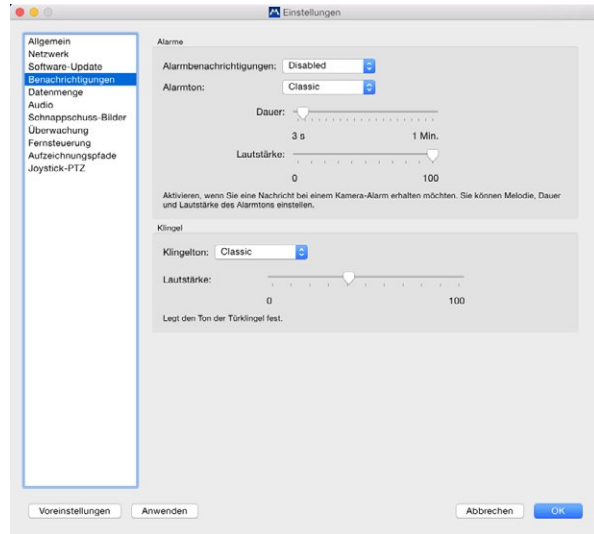 Einstellungen
Allgemein
Netzwerk
Software-Update
Benachrichtigungen
Datenmenge
Audio
Schnappschuss-Bilder
Überwachung
Fernsteuerung
Aufzeichnungspfade
Joystick-PTZ
Alarme
Alarmbenachrichtigungen: Disabled
Alarmton: Classic
Dauer:
3 s 1 Min.
Lautstärke:
0 100
Aktivieren, wenn Sie eine Nachricht bei einem Kamera-Alarm erhalten möchten. Sie können Melodie, Dauer
und Lautstärke des Alarmtons einstellen.
Klingel
Klingelton: Classic
Lautstärke:
0 100
Legt den Ton der Türklingel fest.
Voreinstellungen Anwenden Abbrechen OK